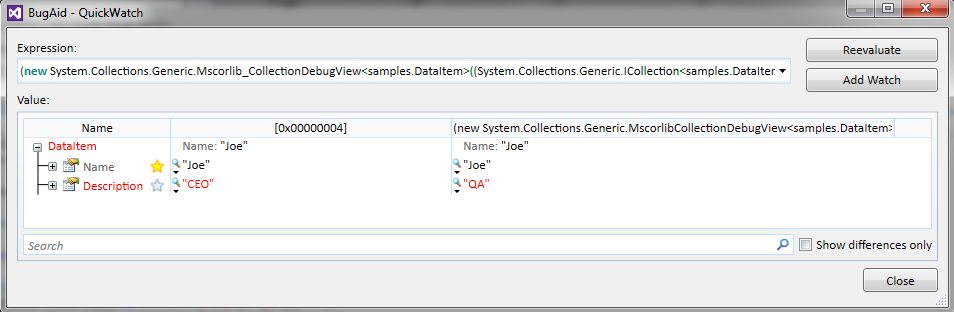 BugAid - QuickWatch
Expression:
(new System.Collections.Generic.Mscorlib_CollectionDebugView<samples.DataItem>((System.Collections.Generic.ICollection<samples.DataIter
Reevaluate
Add Watch
Value:
Name [0x00000004] (new System.Collections.Generic.MscorlibCollectionDebugView<samples.DataItem>
DataItem Name: "Joe" Name: "Joe"
Name "Joe" "Joe"
Description "CEO" "QA"
Search Show differences only
Close